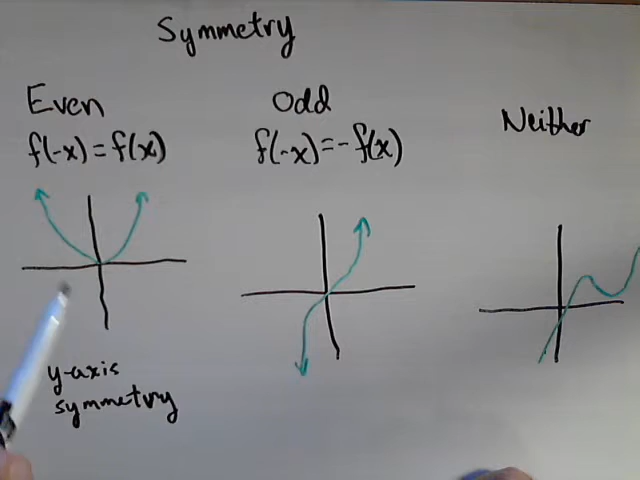 Symmetry
Even
f(-x)=f(x)
y-axis
symmetry
Odd
f(-x)=-f(x)
Neither